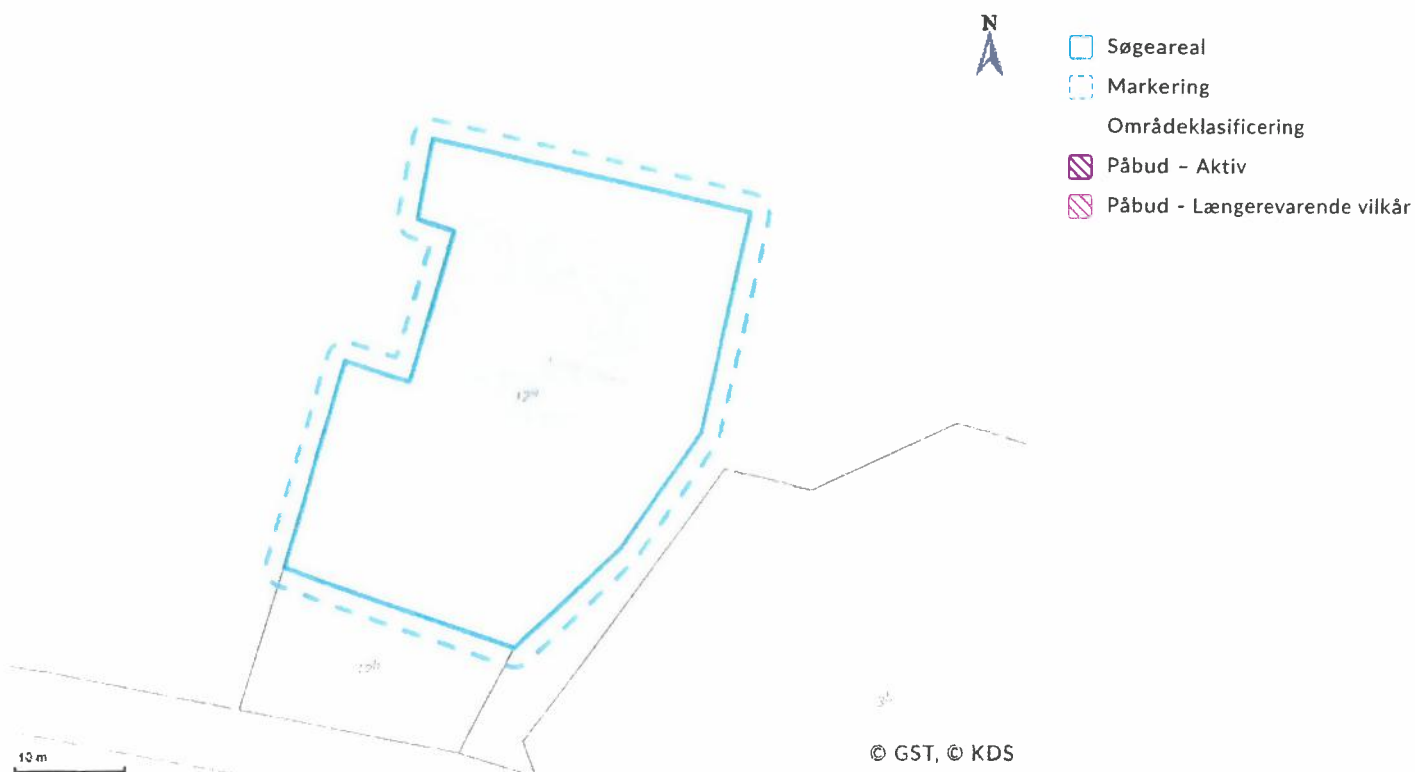 N
Søgeareal
Markering
Områdeklasificering
Påbud – Aktiv
Påbud - Længerevarende vilkår
10 m
© GST, © KDS